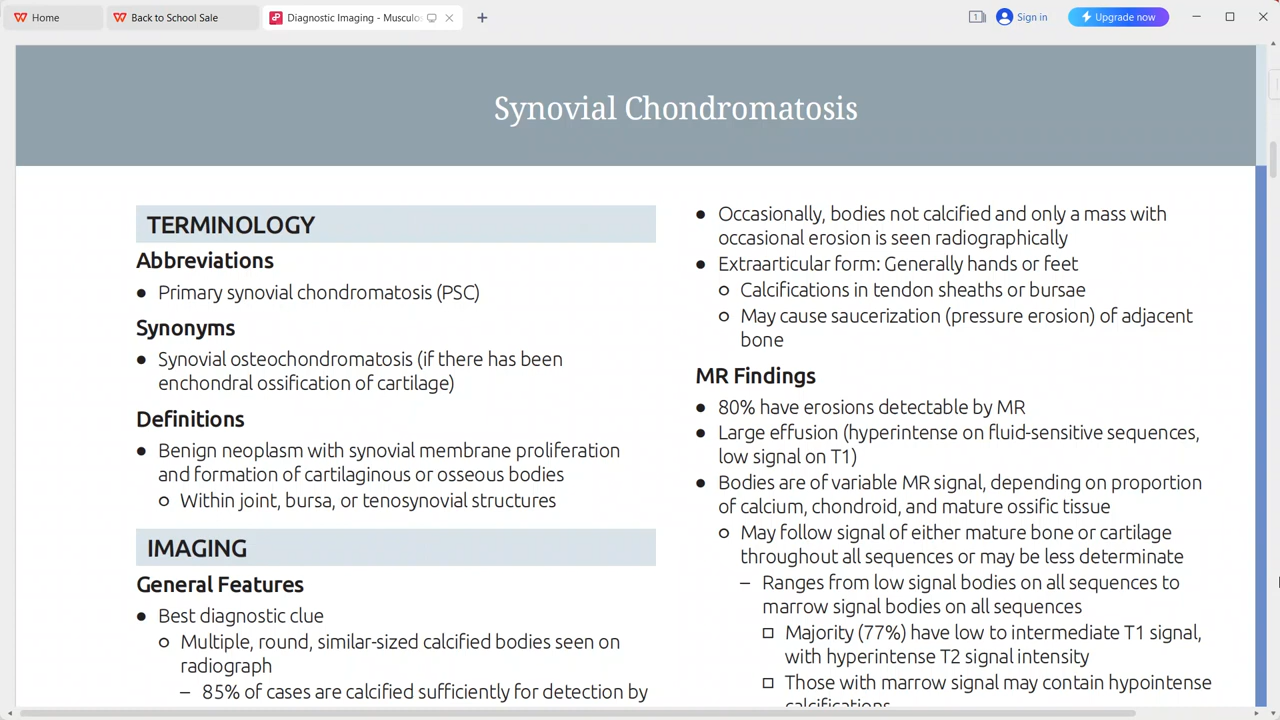 Home
Back to School Sale
Diagnostic Imaging - Musculo
1
Sign in
Upgrade now
Synovial Chondromatosis
TERMINOLOGY
Abbreviations
• Primary synovial chondromatosis (PSC)
Synonyms
• Synovial osteochondromatosis (if there has been
enchondral ossification of cartilage)
Definitions
• Benign neoplasm with synovial membrane proliferation
and formation of cartilaginous or osseous bodies
○ Within joint, bursa, or tenosynovial structures
IMAGING
General Features
• Best diagnostic clue
○ Multiple, round, similar-sized calcified bodies seen on
radiograph
– 85% of cases are calcified sufficiently for detection by
• Occasionally, bodies not calcified and only a mass with
occasional erosion is seen radiographically
• Extraarticular form: Generally hands or feet
○ Calcifications in tendon sheaths or bursae
○ May cause saucerization (pressure erosion) of adjacent
bone
MR Findings
• 80% have erosions detectable by MR
• Large effusion (hyperintense on fluid-sensitive sequences,
low signal on T1)
• Bodies are of variable MR signal, depending on proportion
of calcium, chondroid, and mature ossific tissue
○ May follow signal of either mature bone or cartilage
throughout all sequences or may be less determinate
– Ranges from low signal bodies on all sequences to
marrow signal bodies on all sequences
□ Majority (77%) have low to intermediate T1 signal,
with hyperintense T2 signal intensity
□ Those with marrow signal may contain hypointense
calcifications